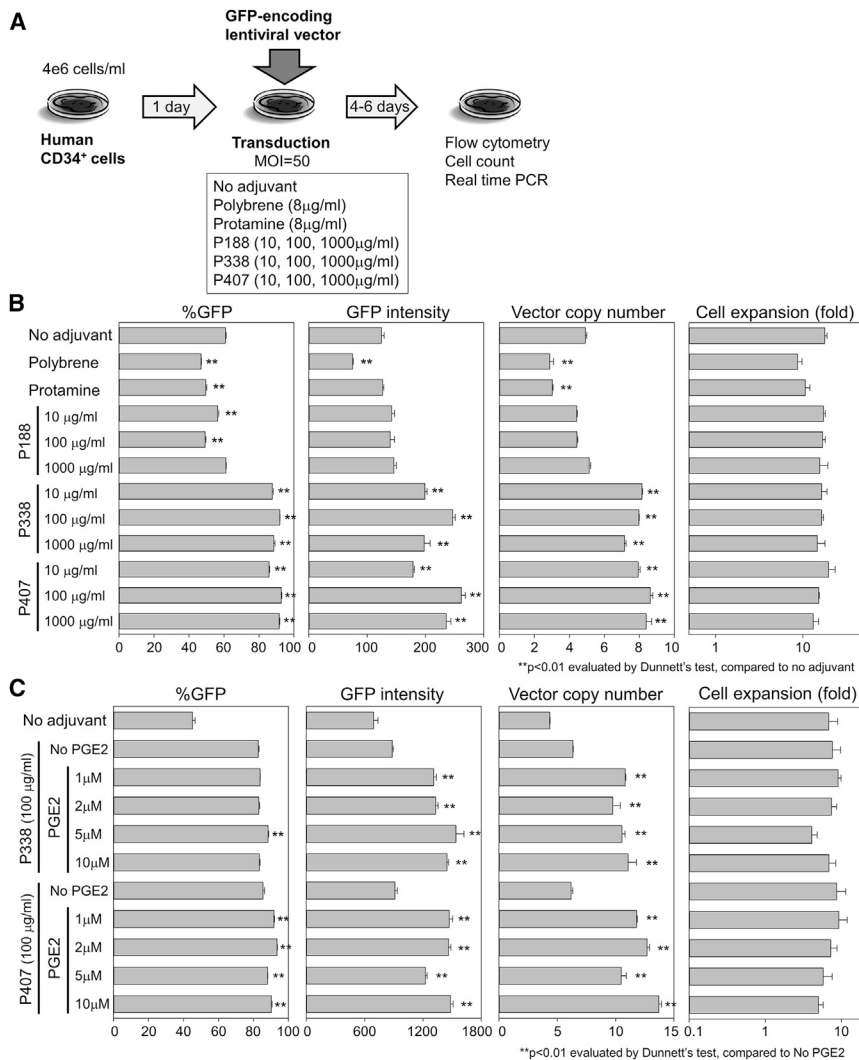 A
GFP-encoding
lentiviral vector
4e6 cells/ml
1 day
4-6 days
Human
CD34+ cells
Transduction
MOI=50
Flow cytometry
Cell count
Real time PCR
No adjuvant
Polybrene (8μg/ml)
Protamine (8μg/ml)
P188 (10, 100, 1000μg/ml)
P338 (10, 100, 1000μg/ml)
P407 (10, 100, 1000μg/ml)
B
%GFP GFP intensity Vector copy number Cell expansion (fold)
No adjuvant
Polybrene ** ** **
Protamine ** **
P188
10 μg/ml **
100 μg/ml **
1000 μg/ml
P338
10 μg/ml ** ** **
100 μg/ml ** ** **
1000 μg/ml ** ** **
P407
10 μg/ml ** ** **
100 μg/ml ** ** **
1000 μg/ml ** ** **
0 20 40 60 80 100 0 100 200 300 0 2 4 6 8 10 1 10
**p<0.01 evaluated by Dunnett's test, compared to no adjuvant
C
%GFP GFP intensity Vector copy number Cell expansion (fold)
No adjuvant
P338 (100 μg/ml)
No PGE2
PGE2
1μM ** **
2μM ** **
5μM ** ** **
10μM ** **
P407 (100 μg/ml)
No PGE2
PGE2
1μM ** ** **
2μM ** ** **
5μM ** ** **
10μM ** ** **
0 20 40 60 80 100 0 600 1200 1800 0 5 10 15 0.1 1 10
**p<0.01 evaluated by Dunnett's test, compared to No PGE2